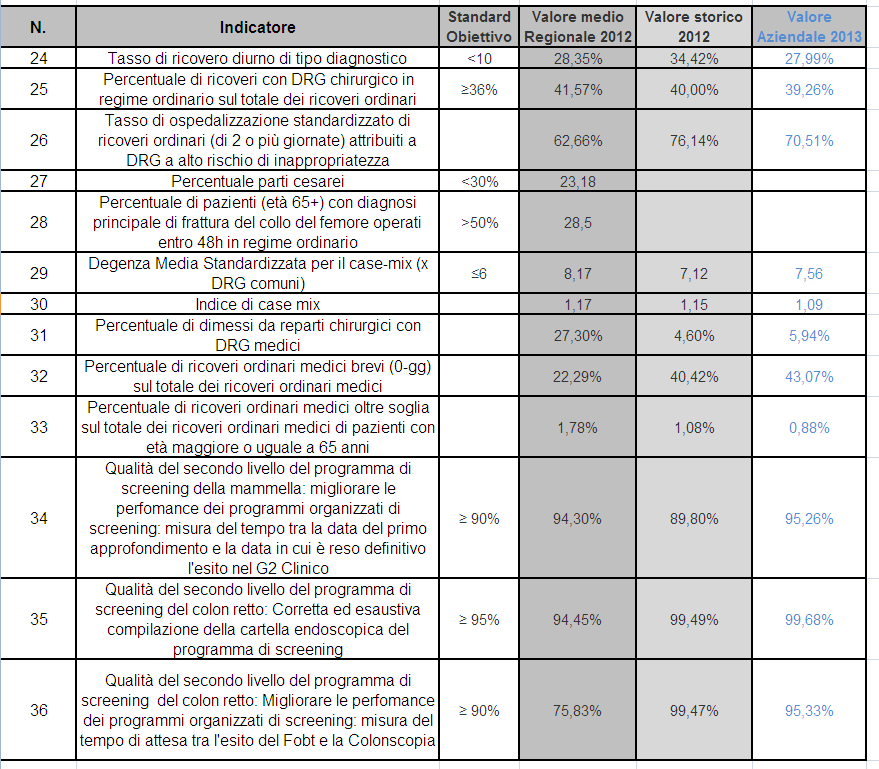 N. Indicatore Standard Obiettivo Valore medio Regionale 2012 Valore storico 2012 Valore Aziendale 2013
24 Tasso di ricovero diurno di tipo diagnostico <10 28,35% 34,42% 27,99%
25 Percentuale di ricoveri con DRG chirurgico in
regime ordinario sul totale dei ricoveri ordinari ≥36% 41,57% 40,00% 39,26%
26 Tasso di ospedalizzazione standardizzato di
ricoveri ordinari (di 2 o più giornate) attribuiti a
DRG a alto rischio di inappropriatezza 62,66% 76,14% 70,51%
27 Percentuale parti cesarei <30% 23,18
28 Percentuale di pazienti (età 65+) con diagnosi
principale di frattura del collo del femore operati
entro 48h in regime ordinario >50% 28,5
29 Degenza Media Standardizzata per il case-mix (x
DRG comuni) ≤6 8,17 7,12 7,56
30 Indice di case mix 1,17 1,15 1,09
31 Percentuale di dimessi da reparti chirurgici con
DRG medici 27,30% 4,60% 5,94%
32 Percentuale di ricoveri ordinari medici brevi (0-gg)
sul totale dei ricoveri ordinari medici 22,29% 40,42% 43,07%
33 Percentuale di ricoveri ordinari medici oltre soglia
sul totale dei ricoveri ordinari medici di pazienti con
età maggiore o uguale a 65 anni 1,78% 1,08% 0,88%
34 Qualità del secondo livello del programma di
screening della mammella: migliorare le
perfomance dei programmi organizzati di
screening: misura del tempo tra la data del primo
approfondimento e la data in cui è reso definitivo
l'esito nel G2 Clinico ≥ 90% 94,30% 89,80% 95,26%
35 Qualità del secondo livello del programma di
screening del colon retto: Corretta ed esaustiva
compilazione della cartella endoscopica del
programma di screening ≥ 95% 94,45% 99,49% 99,68%
36 Qualità del secondo livello del programma di
screening del colon retto: Migliorare le perfomance
dei programmi organizzati di screening: misura del
tempo di attesa tra l'esito del Fobt e la Colonscopia ≥ 90% 75,83% 99,47% 95,33%